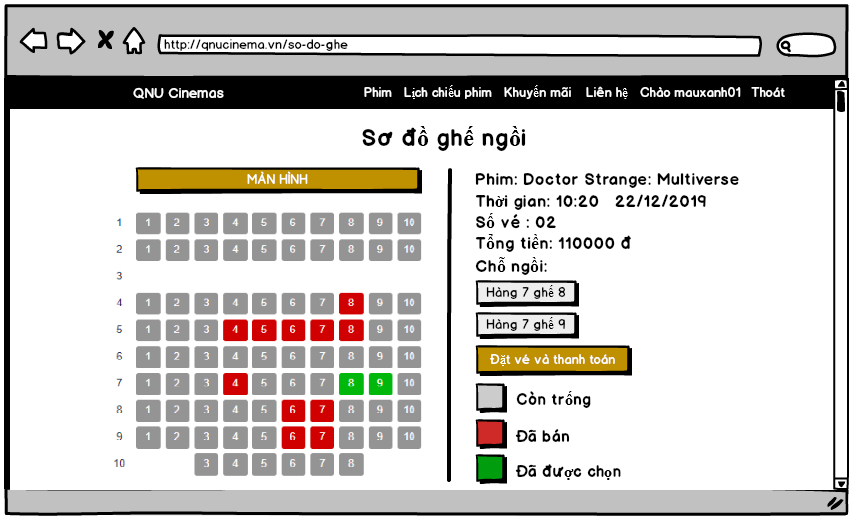 http://qnucinema.vn/so-do-ghe
QNU Cinemas Phim Lịch chiếu phim Khuyến mãi Liên hệ Chào mauxanh01 Thoát
Sơ đồ ghế ngồi
MÀN HÌNH
1 1 2 3 4 5 6 7 8 9 10
2 1 2 3 4 5 6 7 8 9 10
3
4 1 2 3 4 5 6 7 8 9 10
5 1 2 3 4 5 6 7 8 9 10
6 1 2 3 4 5 6 7 8 9 10
7 1 2 3 4 5 6 7 8 9 10
8 1 2 3 4 5 6 7 8 9 10
9 1 2 3 4 5 6 7 8 9 10
10 3 4 5 6 7 8
Phim: Doctor Strange: Multiverse
Thời gian: 10:20 22/12/2019
Số vé : 02
Tổng tiền: 110000 đ
Chỗ ngồi:
Hàng 7 ghế 8
Hàng 7 ghế 9
Đặt vé và thanh toán
Còn trống
Đã bán
Đã được chọn